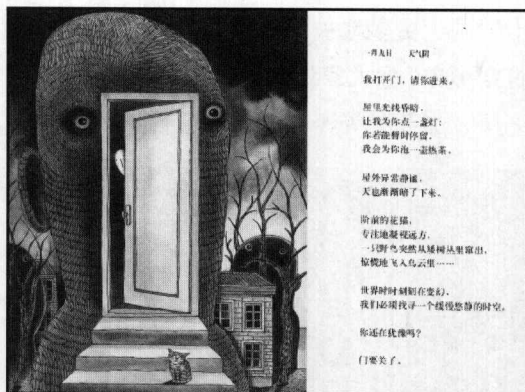 一月九日　天气阴
我打开门，请你进来。
屋里光线昏暗，
让我为你点一盏灯；
你若能暂时停留，
我会为你泡一壶热茶。
屋外异常静谧，
天也渐渐暗了下来。
阶前的花猫，
专注地凝视远方，
一只野鸟突然从矮树丛里窜出，
惊慌地飞入乌云里……
世界时时刻刻在变幻，
我们必须找寻一个缓慢悠静的时空。
你还在犹豫吗？
门要关了。